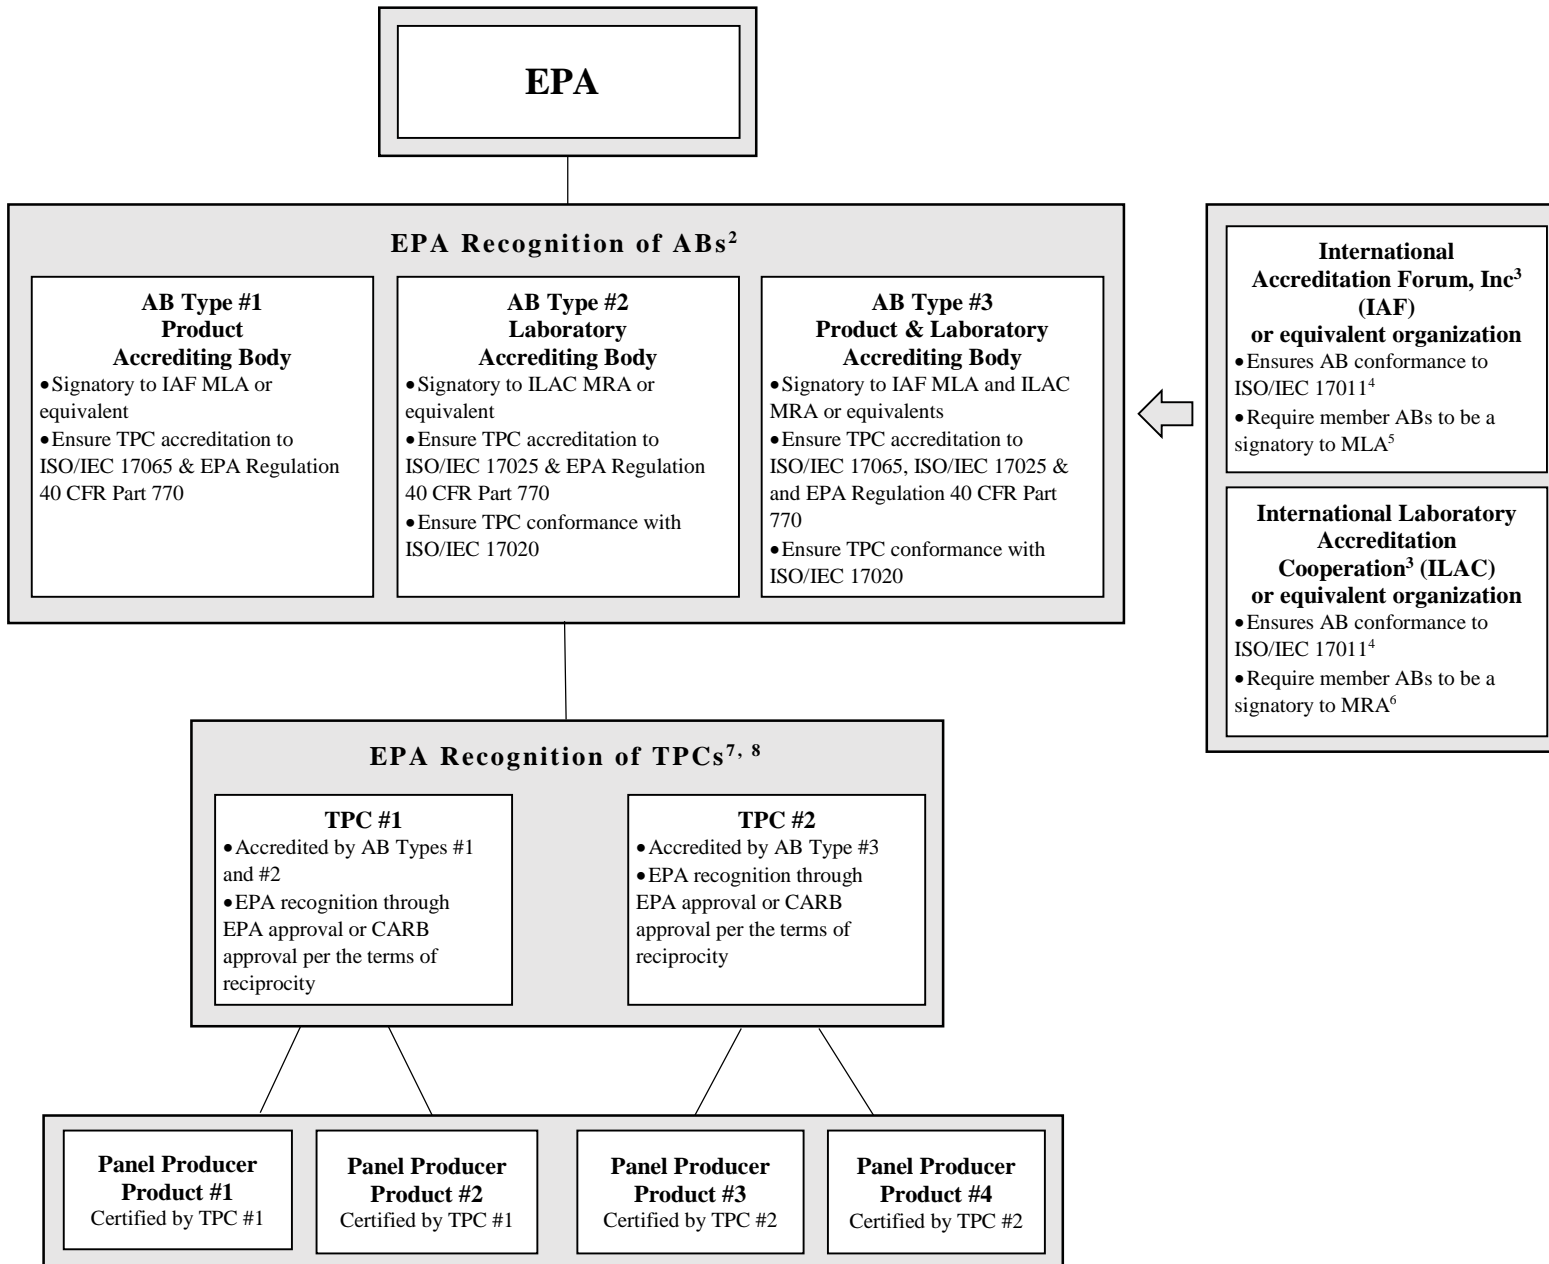 EPA
EPA Recognition of ABs²
AB Type #1
Product
Accrediting Body
•Signatory to IAF MLA or
equivalent
•Ensure TPC accreditation to
ISO/IEC 17065 & EPA Regulation
40 CFR Part 770
AB Type #2
Laboratory
Accrediting Body
•Signatory to ILAC MRA or
equivalent
•Ensure TPC accreditation to
ISO/IEC 17025 & EPA Regulation
40 CFR Part 770
•Ensure TPC conformance with
ISO/IEC 17020
AB Type #3
Product & Laboratory
Accrediting Body
•Signatory to IAF MLA and ILAC
MRA or equivalents
•Ensure TPC accreditation to
ISO/IEC 17065, ISO/IEC 17025 &
and EPA Regulation 40 CFR Part
770
•Ensure TPC conformance with
ISO/IEC 17020
International
Accreditation Forum, Inc³
(IAF)
or equivalent organization
•Ensures AB conformance to
ISO/IEC 17011⁴
•Require member ABs to be a
signatory to MLA⁵
International Laboratory
Accreditation
Cooperation³ (ILAC)
or equivalent organization
•Ensures AB conformance to
ISO/IEC 17011⁴
•Require member ABs to be a
signatory to MRA⁶
EPA Recognition of TPCs⁷, ⁸
TPC #1
•Accredited by AB Types #1
and #2
•EPA recognition through
EPA approval or CARB
approval per the terms of
reciprocity
TPC #2
•Accredited by AB Type #3
•EPA recognition through
EPA approval or CARB
approval per the terms of
reciprocity
Panel Producer
Product #1
Certified by TPC #1
Panel Producer
Product #2
Certified by TPC #1
Panel Producer
Product #3
Certified by TPC #2
Panel Producer
Product #4
Certified by TPC #2